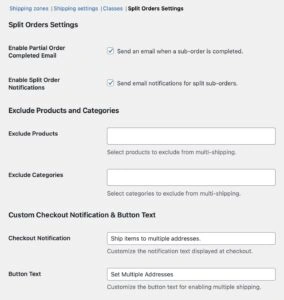 Shipping zones | Shipping settings | Classes | Split Orders Settings
Split Orders Settings
Enable Partial Order Completed Email
Send an email when a sub-order is completed.
Enable Split Order Notifications
Send email notifications for split sub-orders.
Exclude Products and Categories
Exclude Products
Select products to exclude from multi-shipping.
Exclude Categories
Select categories to exclude from multi-shipping.
Custom Checkout Notification & Button Text
Checkout Notification
Ship items to multiple addresses.
Customize the notification text displayed at checkout.
Button Text
Set Multiple Addresses
Customize the button text for enabling multiple shipping.